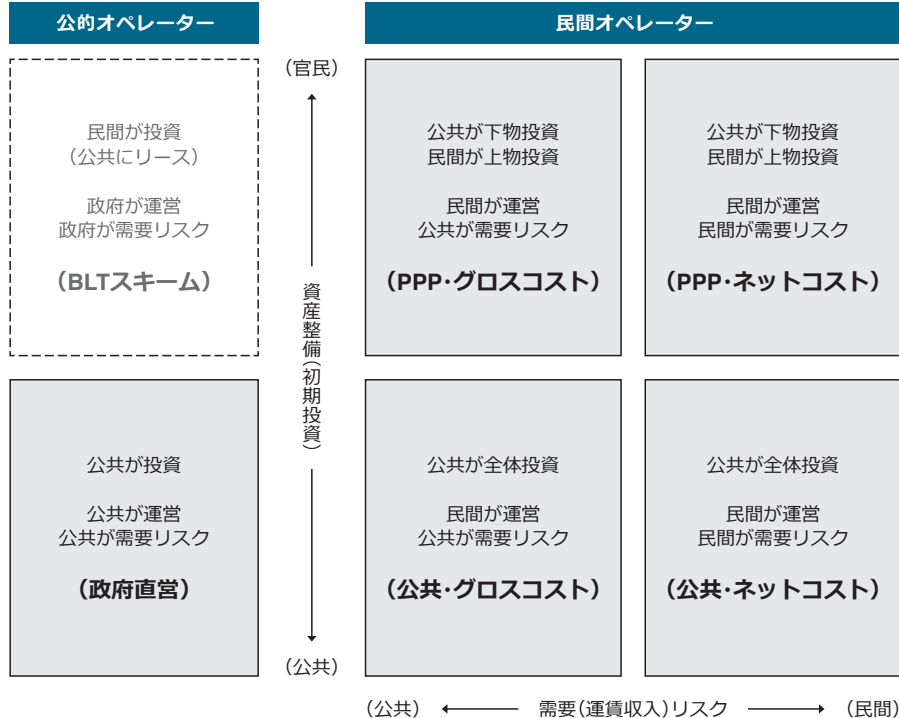 公的オペレーター
民間オペレーター
民間が投資
（公共にリース）
政府が運営
政府が需要リスク
（BLTスキーム）
（官民）
資産整備（初期投資）
（公共）
公共が下物投資
民間が上物投資
民間が運営
公共が需要リスク
（PPP・グロスコスト）
公共が下物投資
民間が上物投資
民間が運営
民間が需要リスク
（PPP・ネットコスト）
公共が投資
公共が運営
公共が需要リスク
（政府直営）
公共が全体投資
民間が運営
公共が需要リスク
（公共・グロスコスト）
公共が全体投資
民間が運営
民間が需要リスク
（公共・ネットコスト）
（公共） 需要（運賃収入）リスク （民間）